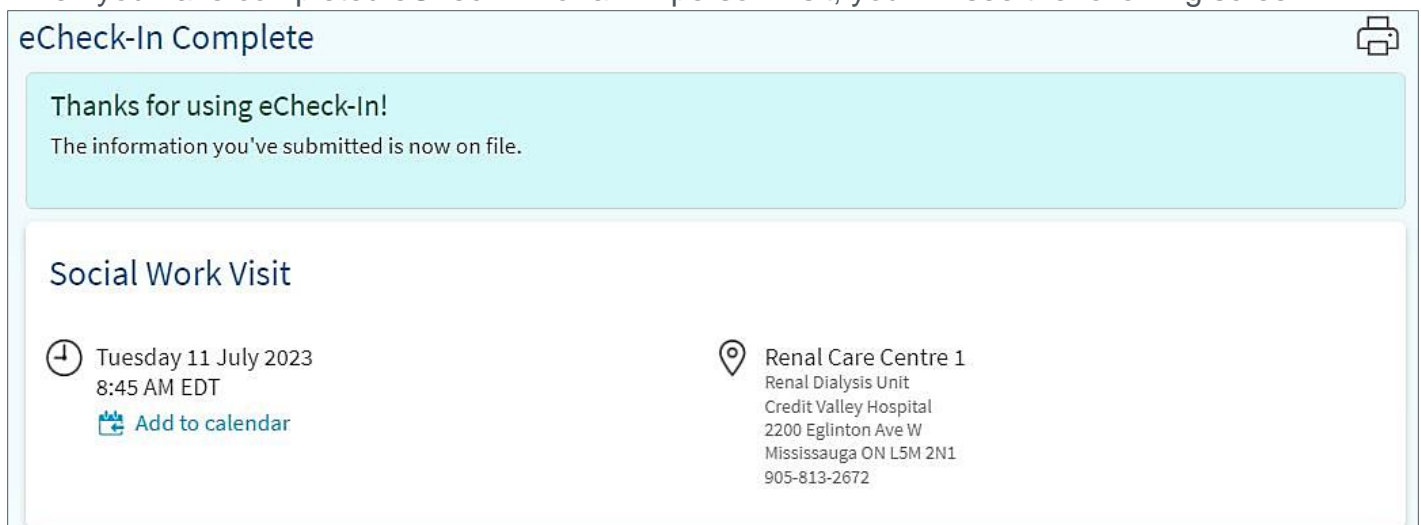 eCheck-In Complete
Thanks for using eCheck-In!
The information you've submitted is now on file.
Social Work Visit
Tuesday 11 July 2023
8:45 AM EDT
Add to calendar
Renal Care Centre 1
Renal Dialysis Unit
Credit Valley Hospital
2200 Eglinton Ave W
Mississauga ON L5M 2N1
905-813-2672